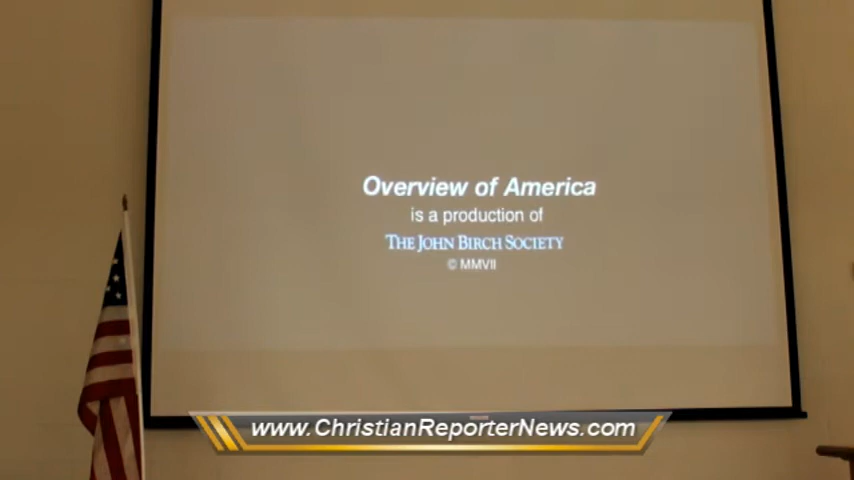 Overview of America
is a production of
THE JOHN BIRCH SOCIETY
© MMVII
www.ChristianReporterNews.com